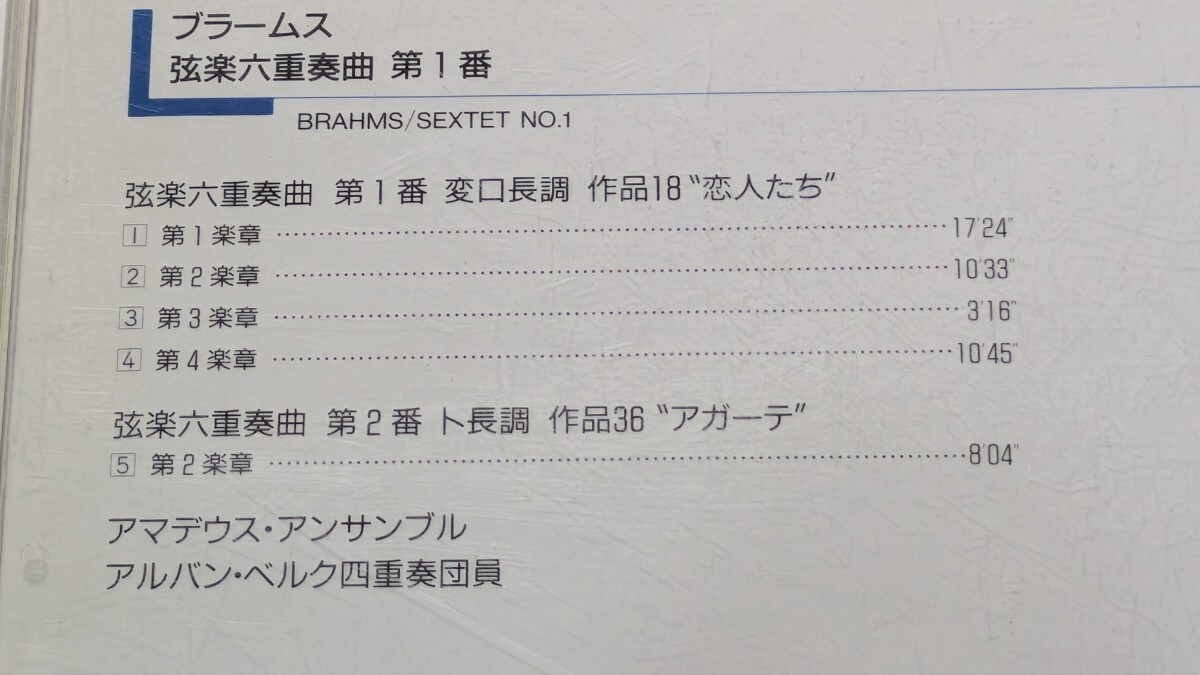 ブラームス
弦楽六重奏曲 第1番
BRAHMS/SEXTET NO.1
弦楽六重奏曲 第1番 変ロ長調 作品18〝恋人たち〞
1 第1楽章 17'24"
2 第2楽章 10'33"
3 第3楽章 3'16"
4 第4楽章 10'45"
弦楽六重奏曲 第2番 ト長調 作品36〝アガーテ〞
5 第2楽章 8'04"
アマデウス・アンサンブル
アルバン・ベルク四重奏団員